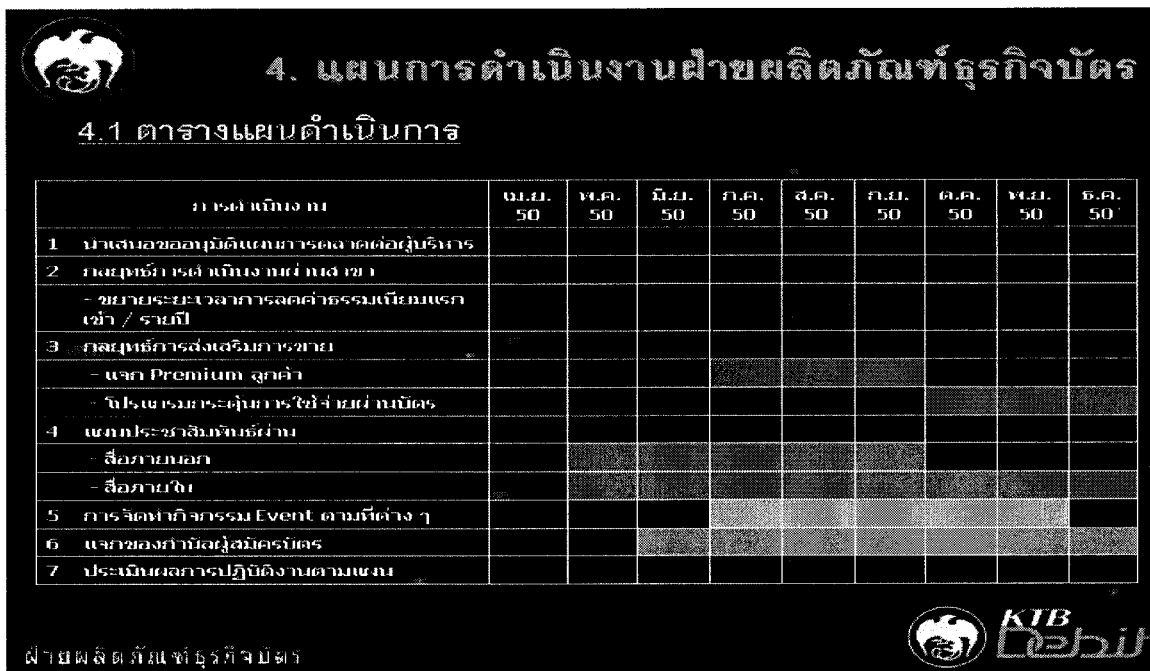 4. แผนการดำเนินงานฝ่ายผลิตภัณฑ์ธุรกิจบัตร
4.1 ตารางแผนดำเนินการ
การดำเนินงาน เม.ย. 50 พ.ค. 50 มิ.ย. 50 ก.ค. 50 ส.ค. 50 ก.ย. 50 ต.ค. 50 พ.ย. 50 ธ.ค. 50
1 นำเสนอขออนุมัติแผนการตลาดต่อผู้บริหาร
2 กลยุทธ์การดำเนินงานผ่านสาขา
- ขยายระยะเวลาการลดค่าธรรมเนียมแรก
เข้า / รายปี
3 กลยุทธ์การส่งเสริมการขาย
- แจก Premium ลูกค้า
- โปรแกรมกระตุ้นการใช้จ่ายผ่านบัตร
4 แผนประชาสัมพันธ์ผ่าน
- สื่อภายนอก
- สื่อภายใน
5 การจัดทำกิจกรรม Event ตามที่ต่าง ๆ
6 แจกของกำนัลผู้สมัครบัตร
7 ประเมินผลการปฏิบัติงานตามแผน
ฝ่ายผลิตภัณฑ์ธุรกิจบัตร
KTB
Debit